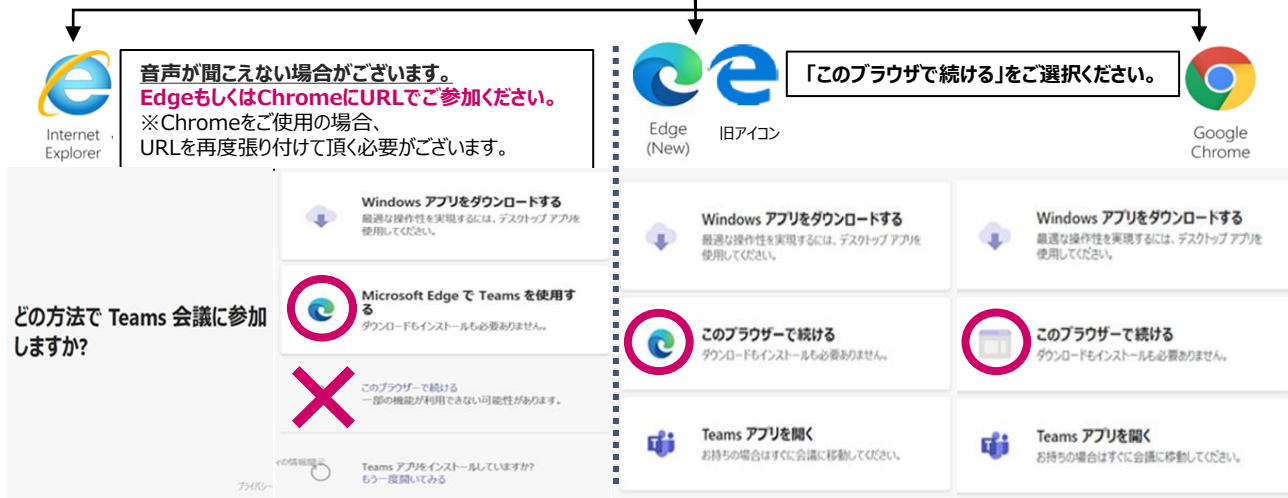 Internet
Explorer
音声が聞こえない場合がございます。
EdgeもしくはChromeにURLでご参加ください。
※Chromeをご使用の場合、
URLを再度張り付けて頂く必要がございます。
Edge
(New)
旧アイコン
「このブラウザで続ける」をご選択ください。
Google
Chrome
どの方法で Teams 会議に参加
しますか?
Windows アプリをダウンロードする
最適な操作性を実現するには、デスクトップ アプリを
使用してください。
Microsoft Edge で Teams を使用す
る
ダウンロードもインストールも必要ありません。
このブラウザーで続ける
一部の機能が利用できない可能性があります。
Teams アプリをインストールしていますか?
もう一度開いてみる
Windows アプリをダウンロードする
最適な操作性を実現するには、デスクトップ アプリを
使用してください。
このブラウザーで続ける
ダウンロードもインストールも必要ありません。
Teams アプリを開く
お持ちの場合はすぐに会議に移動してください。
Windows アプリをダウンロードする
最適な操作性を実現するには、デスクトップ アプリを
使用してください。
このブラウザーで続ける
ダウンロードもインストールも必要ありません。
Teams アプリを開く
お持ちの場合はすぐに会議に移動してください。